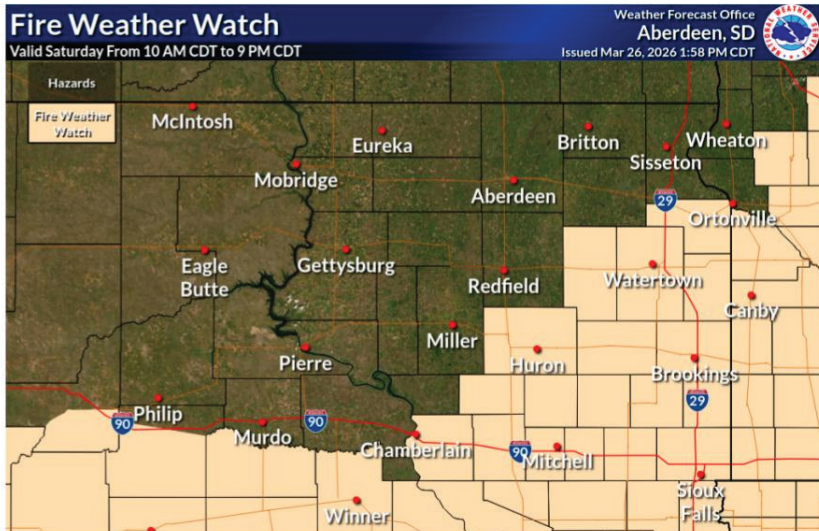 Fire Weather Watch
Valid Saturday From 10 AM CDT to 9 PM CDT
Weather Forecast Office
Aberdeen, SD
Issued Mar 26, 2026 1:58 PM CDT
Hazards
Fire Weather
Watch
McIntosh
Eureka
Britton
Wheaton
Sisseton
Mobridge
Aberdeen
29
Ortonville
Eagle
Butte
Gettysburg
Redfield
Watertown
Canby
Miller
Pierre
Huron
Brookings
29
Philip
90
Murdo
90
Chamberlain
90
Mitchell
Sioux
Falls
Winner